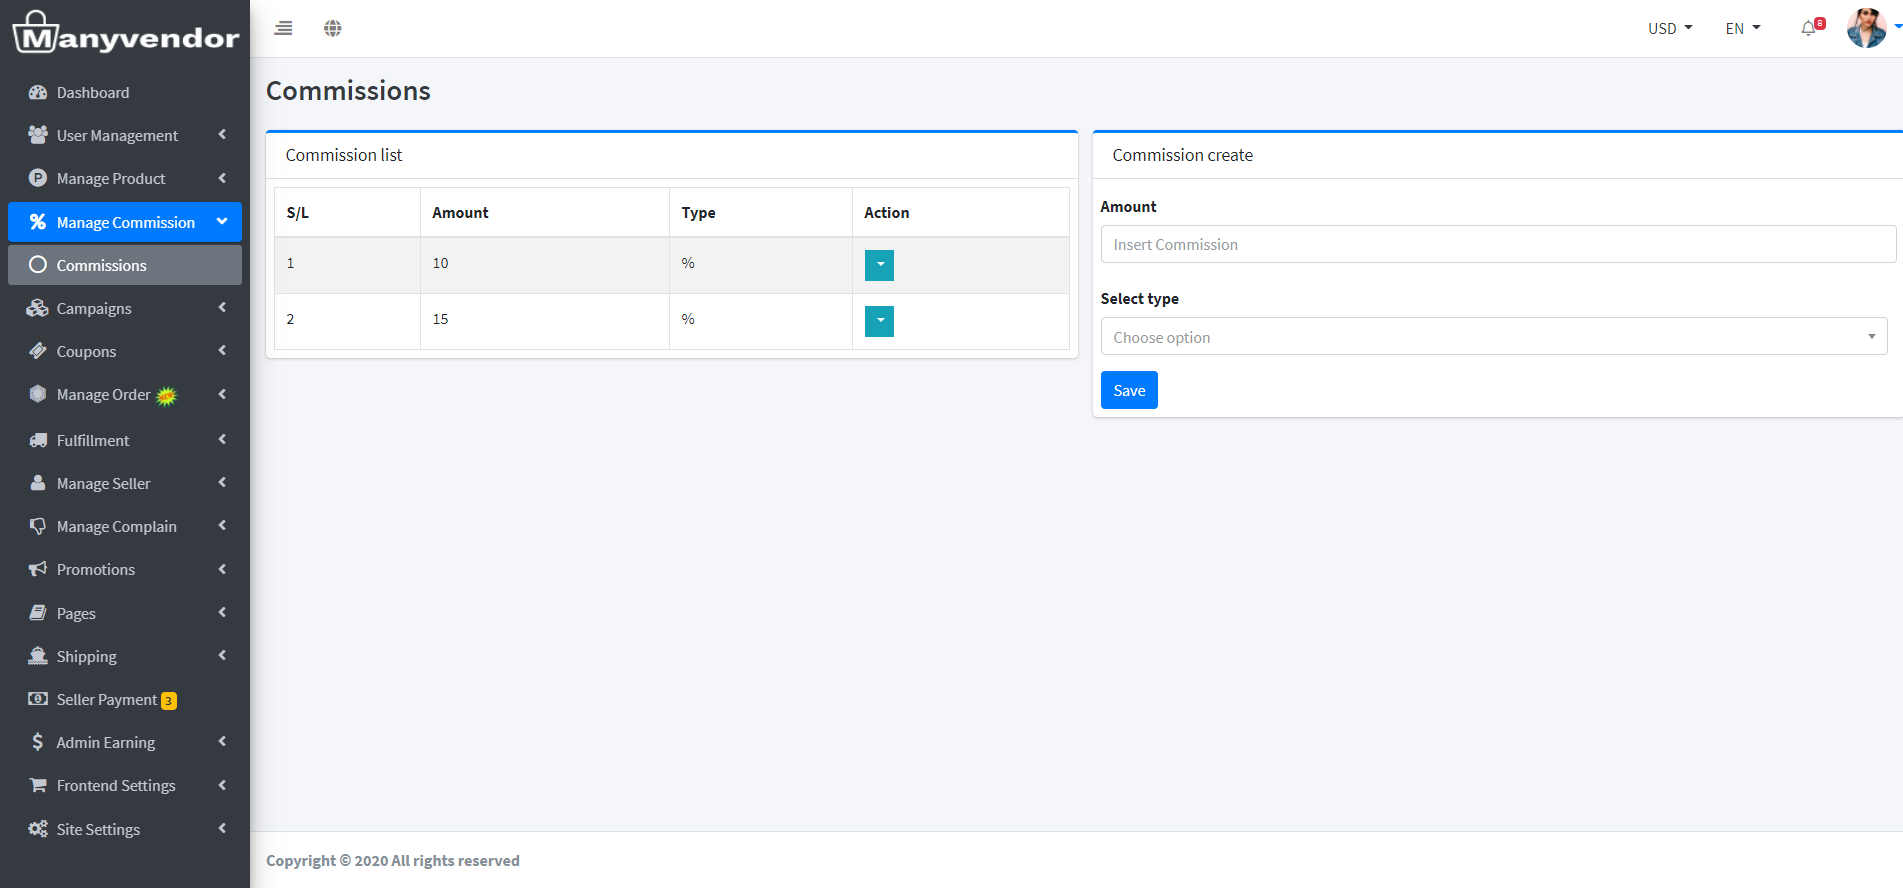 Manyvendor
USD
EN
8
Dashboard
User Management
Manage Product
Manage Commission
Commissions
Campaigns
Coupons
Manage Order NEW
Fulfillment
Manage Seller
Manage Complain
Promotions
Pages
Shipping
Seller Payment 3
Admin Earning
Frontend Settings
Site Settings
Commissions
Commission list
S/L Amount Type Action
1 10 %
2 15 %
Commission create
Amount
Insert Commission
Select type
Choose option
Save
Copyright © 2020 All rights reserved